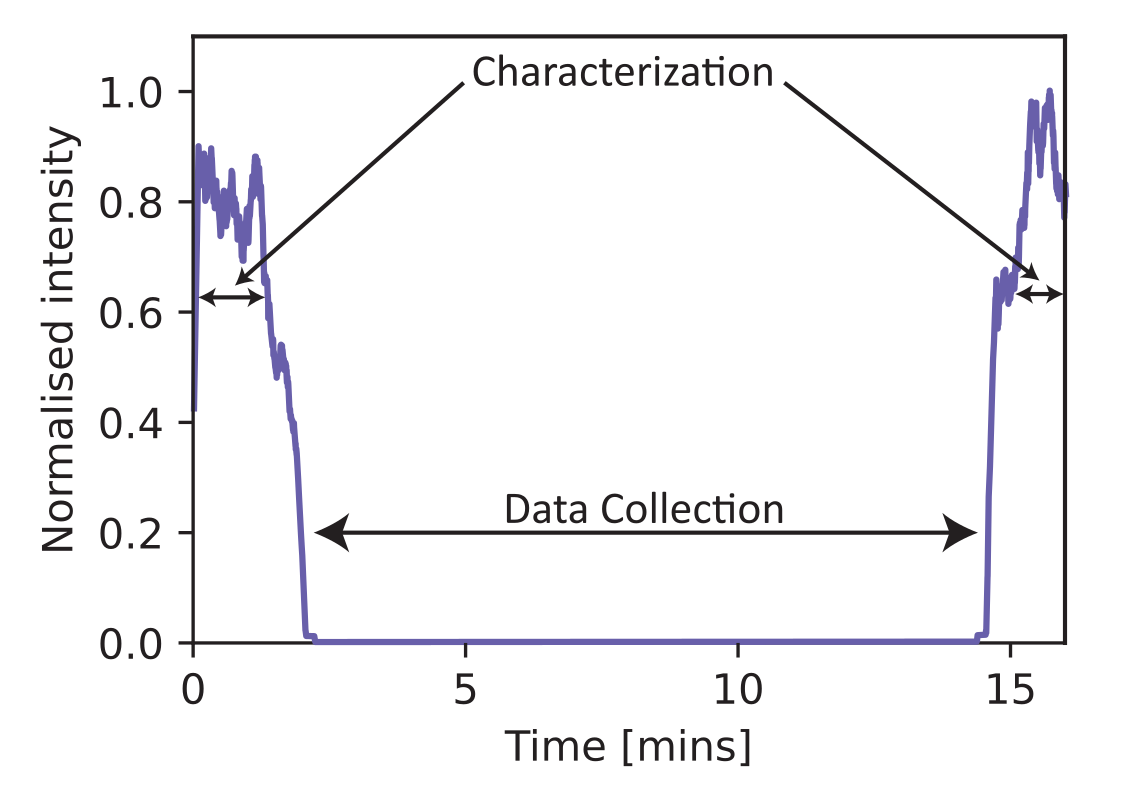 Characterization
Data Collection
Normalised intensity
1.0
0.8
0.6
0.4
0.2
0.0
0
5
10
15
Time [mins]